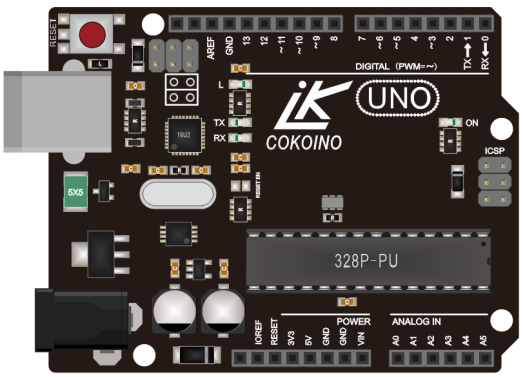 RESET
AREF
GND
13
12
~11
~10
~9
8
7
~6
~5
4
~3
2
TX→1
RX←0
DIGITAL (PWM=~)
L
16U2
L
TX
RX
RESET EN
IK
COKOINO
UNO
ON
ICSP
5X5
328P-PU
POWER
ANALOG IN
IOREF
RESET
3V3
5V
GND
GND
VIN
A0
A1
A2
A3
A4
A5